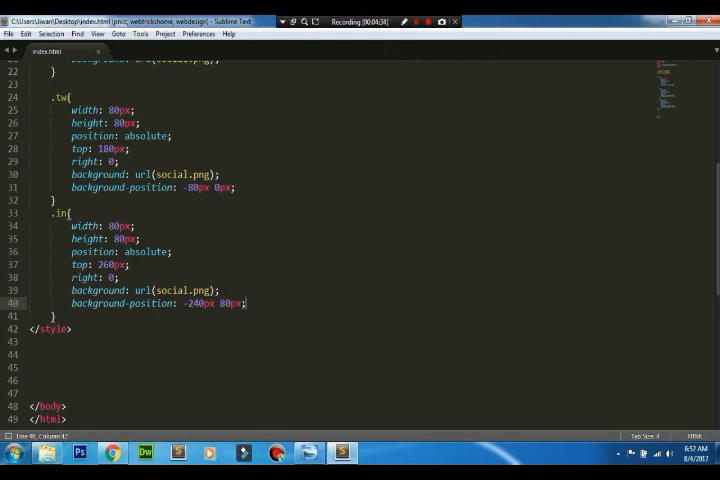 C:\Users\Jiwan\Desktop\index.html (pncc, webtrickshome, webdesign) - Sublime Text
Recording [00:04:34]
File Edit Selection Find View Goto Tools Project Preferences Help
index.html
22 }
23
24 .tw{
25 width: 80px;
26 height: 80px;
27 position: absolute;
28 top: 180px;
29 right: 0;
30 background: url(social.png);
31 background-position: -80px 0px;
32 }
33 .in{
34 width: 80px;
35 height: 80px;
36 position: absolute;
37 top: 260px;
38 right: 0;
39 background: url(social.png);
40 background-position: -240px 80px;
41 }
42 </style>
43
44
45
46
47
48 </body>
49 </html>
Line 40, Column 42
Tab Size: 4
HTML
Ps
Dw
S
S
6:52 AM
8/4/2017